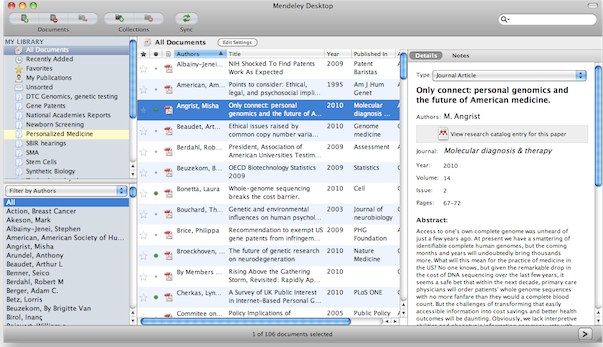 Mendeley Desktop
Documents
Collections
Sync
MY LIBRARY
All Documents
Recently Added
Favorites
My Publications
Unsorted
DTC Genomics, genetic testing
Gene Patents
National Academies Reports
Newborn Screening
Personalized Medicine
SBIR hearings
SMA
Stem Cells
Synthetic Biology
Filter by Authors
All
Action, Breast Cancer
Akeson, Mark
Albainy-Jenei, Stephen
American, American Society of Hu...
Angrist, Misha
Arundel, Anthony
Beaudet, Arthur L
Benner, Seico
Berdahl, Robert M
Berger, Adam C.
Betz, Lorris
Beuzekom, By Brigitte Van
Birol, Inanc
All Documents
Edit Settings
Authors Title Year Published In
Albainy-Jenei,... NIH Shocked To Find Patents Work As Expected 2009 Patent Baristas
American, Am... Points to consider: Ethical, legal, and psychosocial impli... 1995 Am J Hum Genet
Angrist, Misha Only connect: personal genomics and the future of A... 2010 Molecular diagnosis ...
Beaudet, Art... Ethical issues raised by common copy number varia... 2010 Genome medicine
Berdahl, Rob... President, Association of American Universities Testim... 2009 Assessment
Beuzekom, B... OECD Biotechnology Statistics 2009 2009 Statistics
Bonetta, Laura Whole-genome sequencing breaks the cost barrier. 2010 Cell
Bouchard, Th... Genetic and environmental influences on human psychol... 2003 Journal of neurobiology
Brice, Philippa Recommendation to exempt US gene patents from infringem... 2009 PHG Foundation
Broeckhoven,... The future of genetic research on neurodegeneration 2010 Nature Medicine
By Members ... Rising Above the Gathering Storm, Revisited: Rapidly Ap... 2010
Cherkas, Lyn... A Survey of UK Public Interest in Internet-Based Personal G... 2010 PLoS ONE
Commitee on ... Policy Implications of 2005 Public Policy
Details Notes
Type: Journal Article
Only connect: personal genomics and
the future of American medicine.
Authors: M. Angrist
View research catalog entry for this paper
Journal: Molecular diagnosis & therapy
Year: 2010
Volume: 14
Issue: 2
Pages: 67-72
Abstract:
Access to one's own complete genome was unheard of
just a few years ago. At present we have a smattering of
identifiable complete human genomes, but the coming
months and years will undoubtedly bring thousands
more. What will this mean for the practice of medicine in
the US? No one knows, but given the remarkable drop in
the cost of DNA sequencing over the last few years, it
seems a safe bet that within the next decade, primary care
physicians will order patients' whole genome sequences
with no more fanfare than they would a complete blood
count. But the challenges of transforming that easily
accessible information into cost savings and better health
outcomes will be daunting. Obviously, we lack interpretive
1 of 106 documents selected